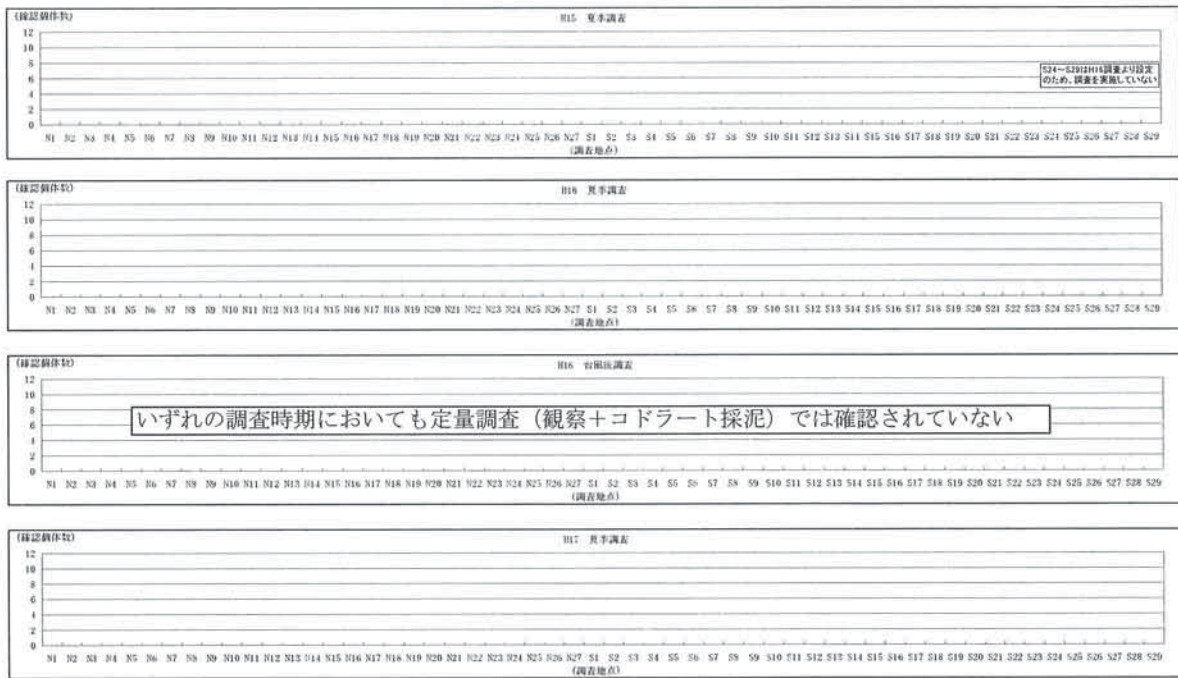 (確認個体数)
H15 夏季調査
12
10
8
6
4
2
0
S24～S29はH16調査より設定
のため、調査を実施していない
N1 N2 N3 N4 N5 N6 N7 N8 N9 N10 N11 N12 N13 N14 N15 N16 N17 N18 N19 N20 N21 N22 N23 N24 N25 N26 N27 S1 S2 S3 S4 S5 S6 S7 S8 S9 S10 S11 S12 S13 S14 S15 S16 S17 S18 S19 S20 S21 S22 S23 S24 S25 S26 S27 S28 S29
(調査地点)
(確認個体数)
H16 夏季調査
12
10
8
6
4
2
0
N1 N2 N3 N4 N5 N6 N7 N8 N9 N10 N11 N12 N13 N14 N15 N16 N17 N18 N19 N20 N21 N22 N23 N24 N25 N26 N27 S1 S2 S3 S4 S5 S6 S7 S8 S9 S10 S11 S12 S13 S14 S15 S16 S17 S18 S19 S20 S21 S22 S23 S24 S25 S26 S27 S28 S29
(調査地点)
(確認個体数)
H16 台風後調査
12
10
8
6
4
2
0
いずれの調査時期においても定量調査（観察＋コドラート採泥）では確認されていない
N1 N2 N3 N4 N5 N6 N7 N8 N9 N10 N11 N12 N13 N14 N15 N16 N17 N18 N19 N20 N21 N22 N23 N24 N25 N26 N27 S1 S2 S3 S4 S5 S6 S7 S8 S9 S10 S11 S12 S13 S14 S15 S16 S17 S18 S19 S20 S21 S22 S23 S24 S25 S26 S27 S28 S29
(調査地点)
(確認個体数)
H17 夏季調査
12
10
8
6
4
2
0
N1 N2 N3 N4 N5 N6 N7 N8 N9 N10 N11 N12 N13 N14 N15 N16 N17 N18 N19 N20 N21 N22 N23 N24 N25 N26 N27 S1 S2 S3 S4 S5 S6 S7 S8 S9 S10 S11 S12 S13 S14 S15 S16 S17 S18 S19 S20 S21 S22 S23 S24 S25 S26 S27 S28 S29
(調査地点)